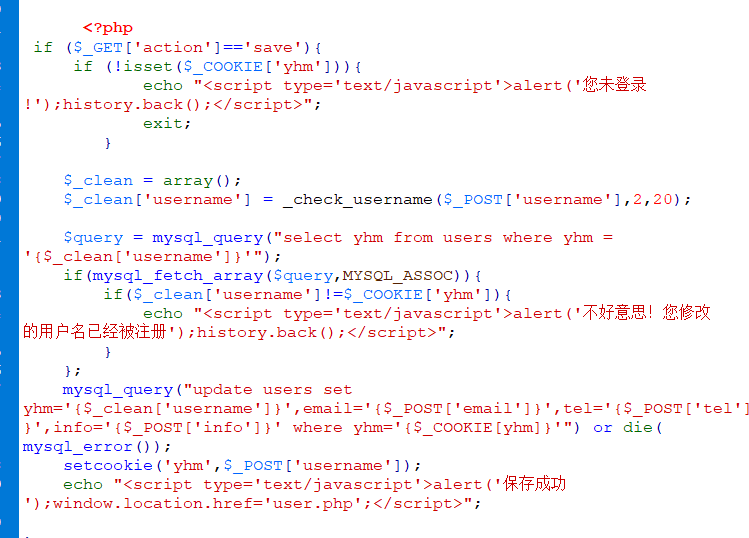 <?php
if ($_GET['action']=='save'){
if (!isset($_COOKIE['yhm'])){
echo "<script type='text/javascript'>alert('您未登录
!');history.back();</script>";
exit;
}
$_clean = array();
$_clean['username'] = _check_username($_POST['username'],2,20);
$query = mysql_query("select yhm from users where yhm =
'{$_clean['username']}'");
if(mysql_fetch_array($query,MYSQL_ASSOC)){
if($_clean['username']!=$_COOKIE['yhm']){
echo "<script type='text/javascript'>alert('不好意思！您修改
的用户名已经被注册');history.back();</script>";
}
};
mysql_query("update users set
yhm='{$_clean['username']}',email='{$_POST['email']}',tel='{$_POST['tel']
}',info='{$_POST['info']}' where yhm='{$_COOKIE[yhm]}'") or die(
mysql_error());
setcookie('yhm',$_POST['username']);
echo "<script type='text/javascript'>alert('保存成功
');window.location.href='user.php';</script>";